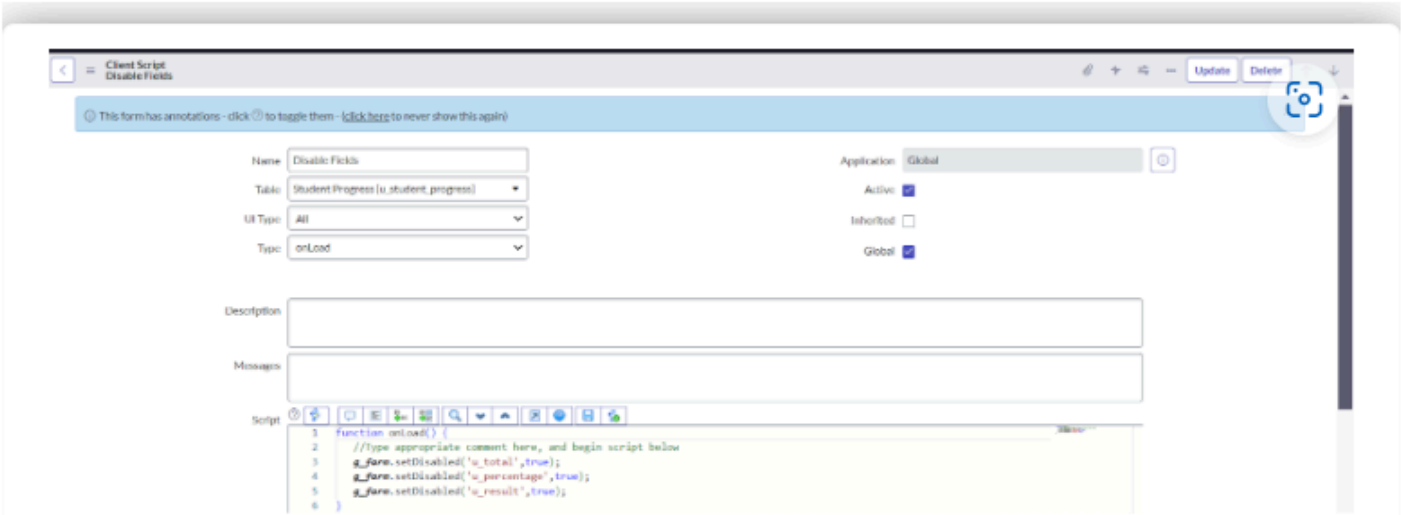 Client Script
Disable Fields
Update Delete
This form has annotations - click ? to toggle them - (click here to never show this again)
Name Disable Fields
Application Global
Table Student Progress [u_student_progress]
Active
UI Type All
Inherited
Type onLoad
Global
Description
Messages
Script
1 function onLoad() {
2 //Type appropriate comment here, and begin script below
3 g_form.setDisabled('u_total',true);
4 g_form.setDisabled('u_percentage',true);
5 g_form.setDisabled('u_result',true);
6 }